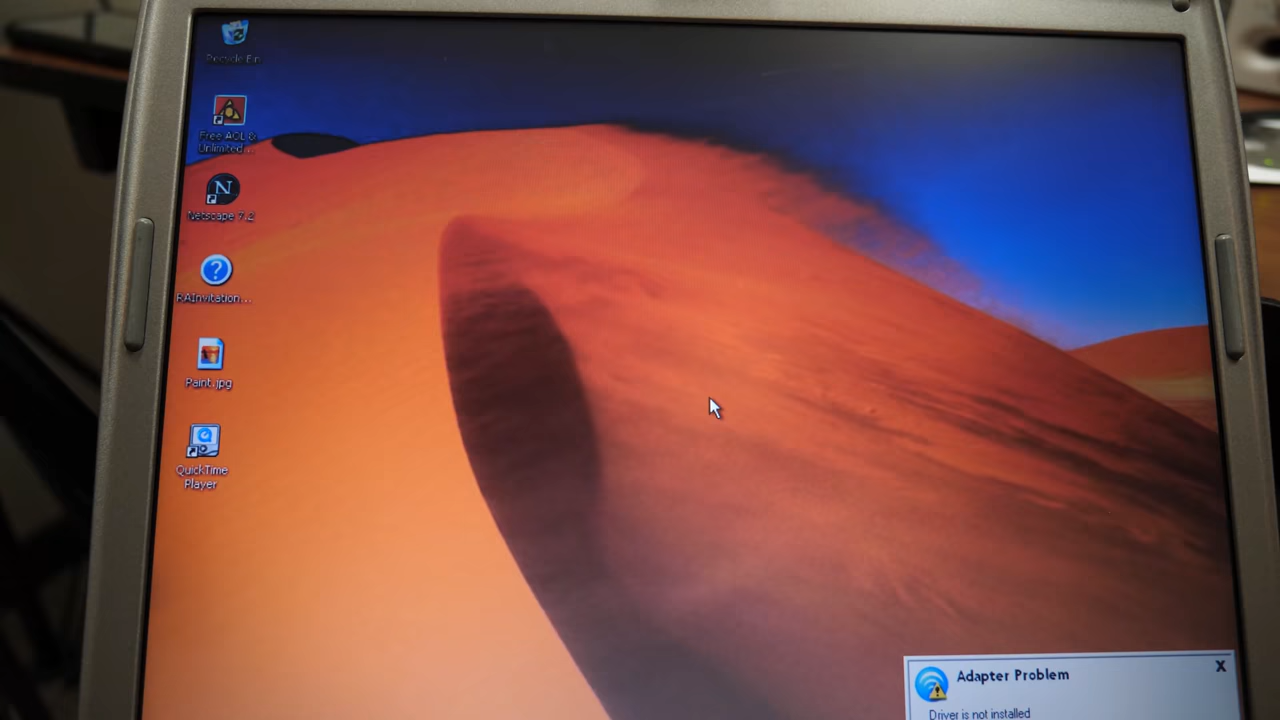 Recycle Bin
Free AOL &
Unlimited...
N
Netscape 7.2
?
RAInvitation...
Paint.jpg
QuickTime
Player
Adapter Problem
X
Driver is not installed